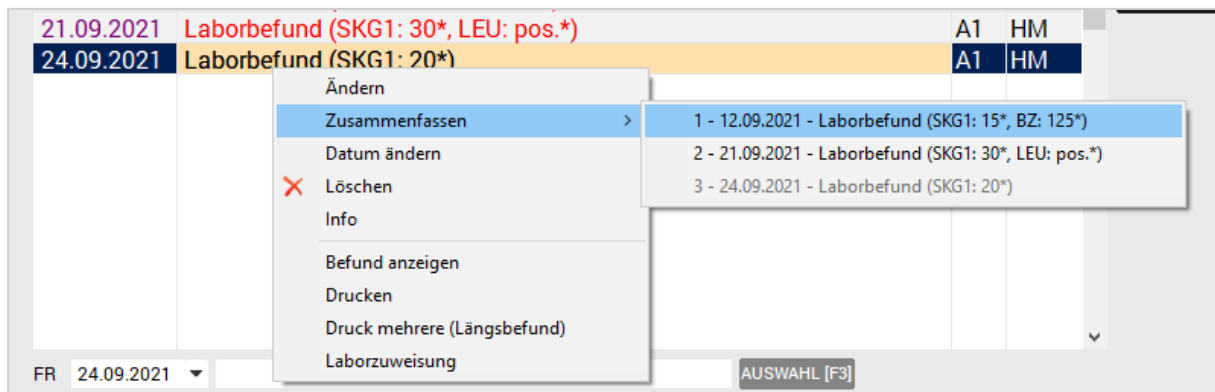 21.09.2021 Laborbefund (SKG1: 30*, LEU: pos.*) A1 HM
24.09.2021 Laborbefund (SKG1: 20*) A1 HM
Ändern
Zusammenfassen >
Datum ändern
Löschen
Info
Befund anzeigen
Drucken
Druck mehrere (Längsbefund)
Laborzuweisung
1 - 12.09.2021 - Laborbefund (SKG1: 15*, BZ: 125*)
2 - 21.09.2021 - Laborbefund (SKG1: 30*, LEU: pos.*)
3 - 24.09.2021 - Laborbefund (SKG1: 20*)
FR 24.09.2021 AUSWAHL [F3]